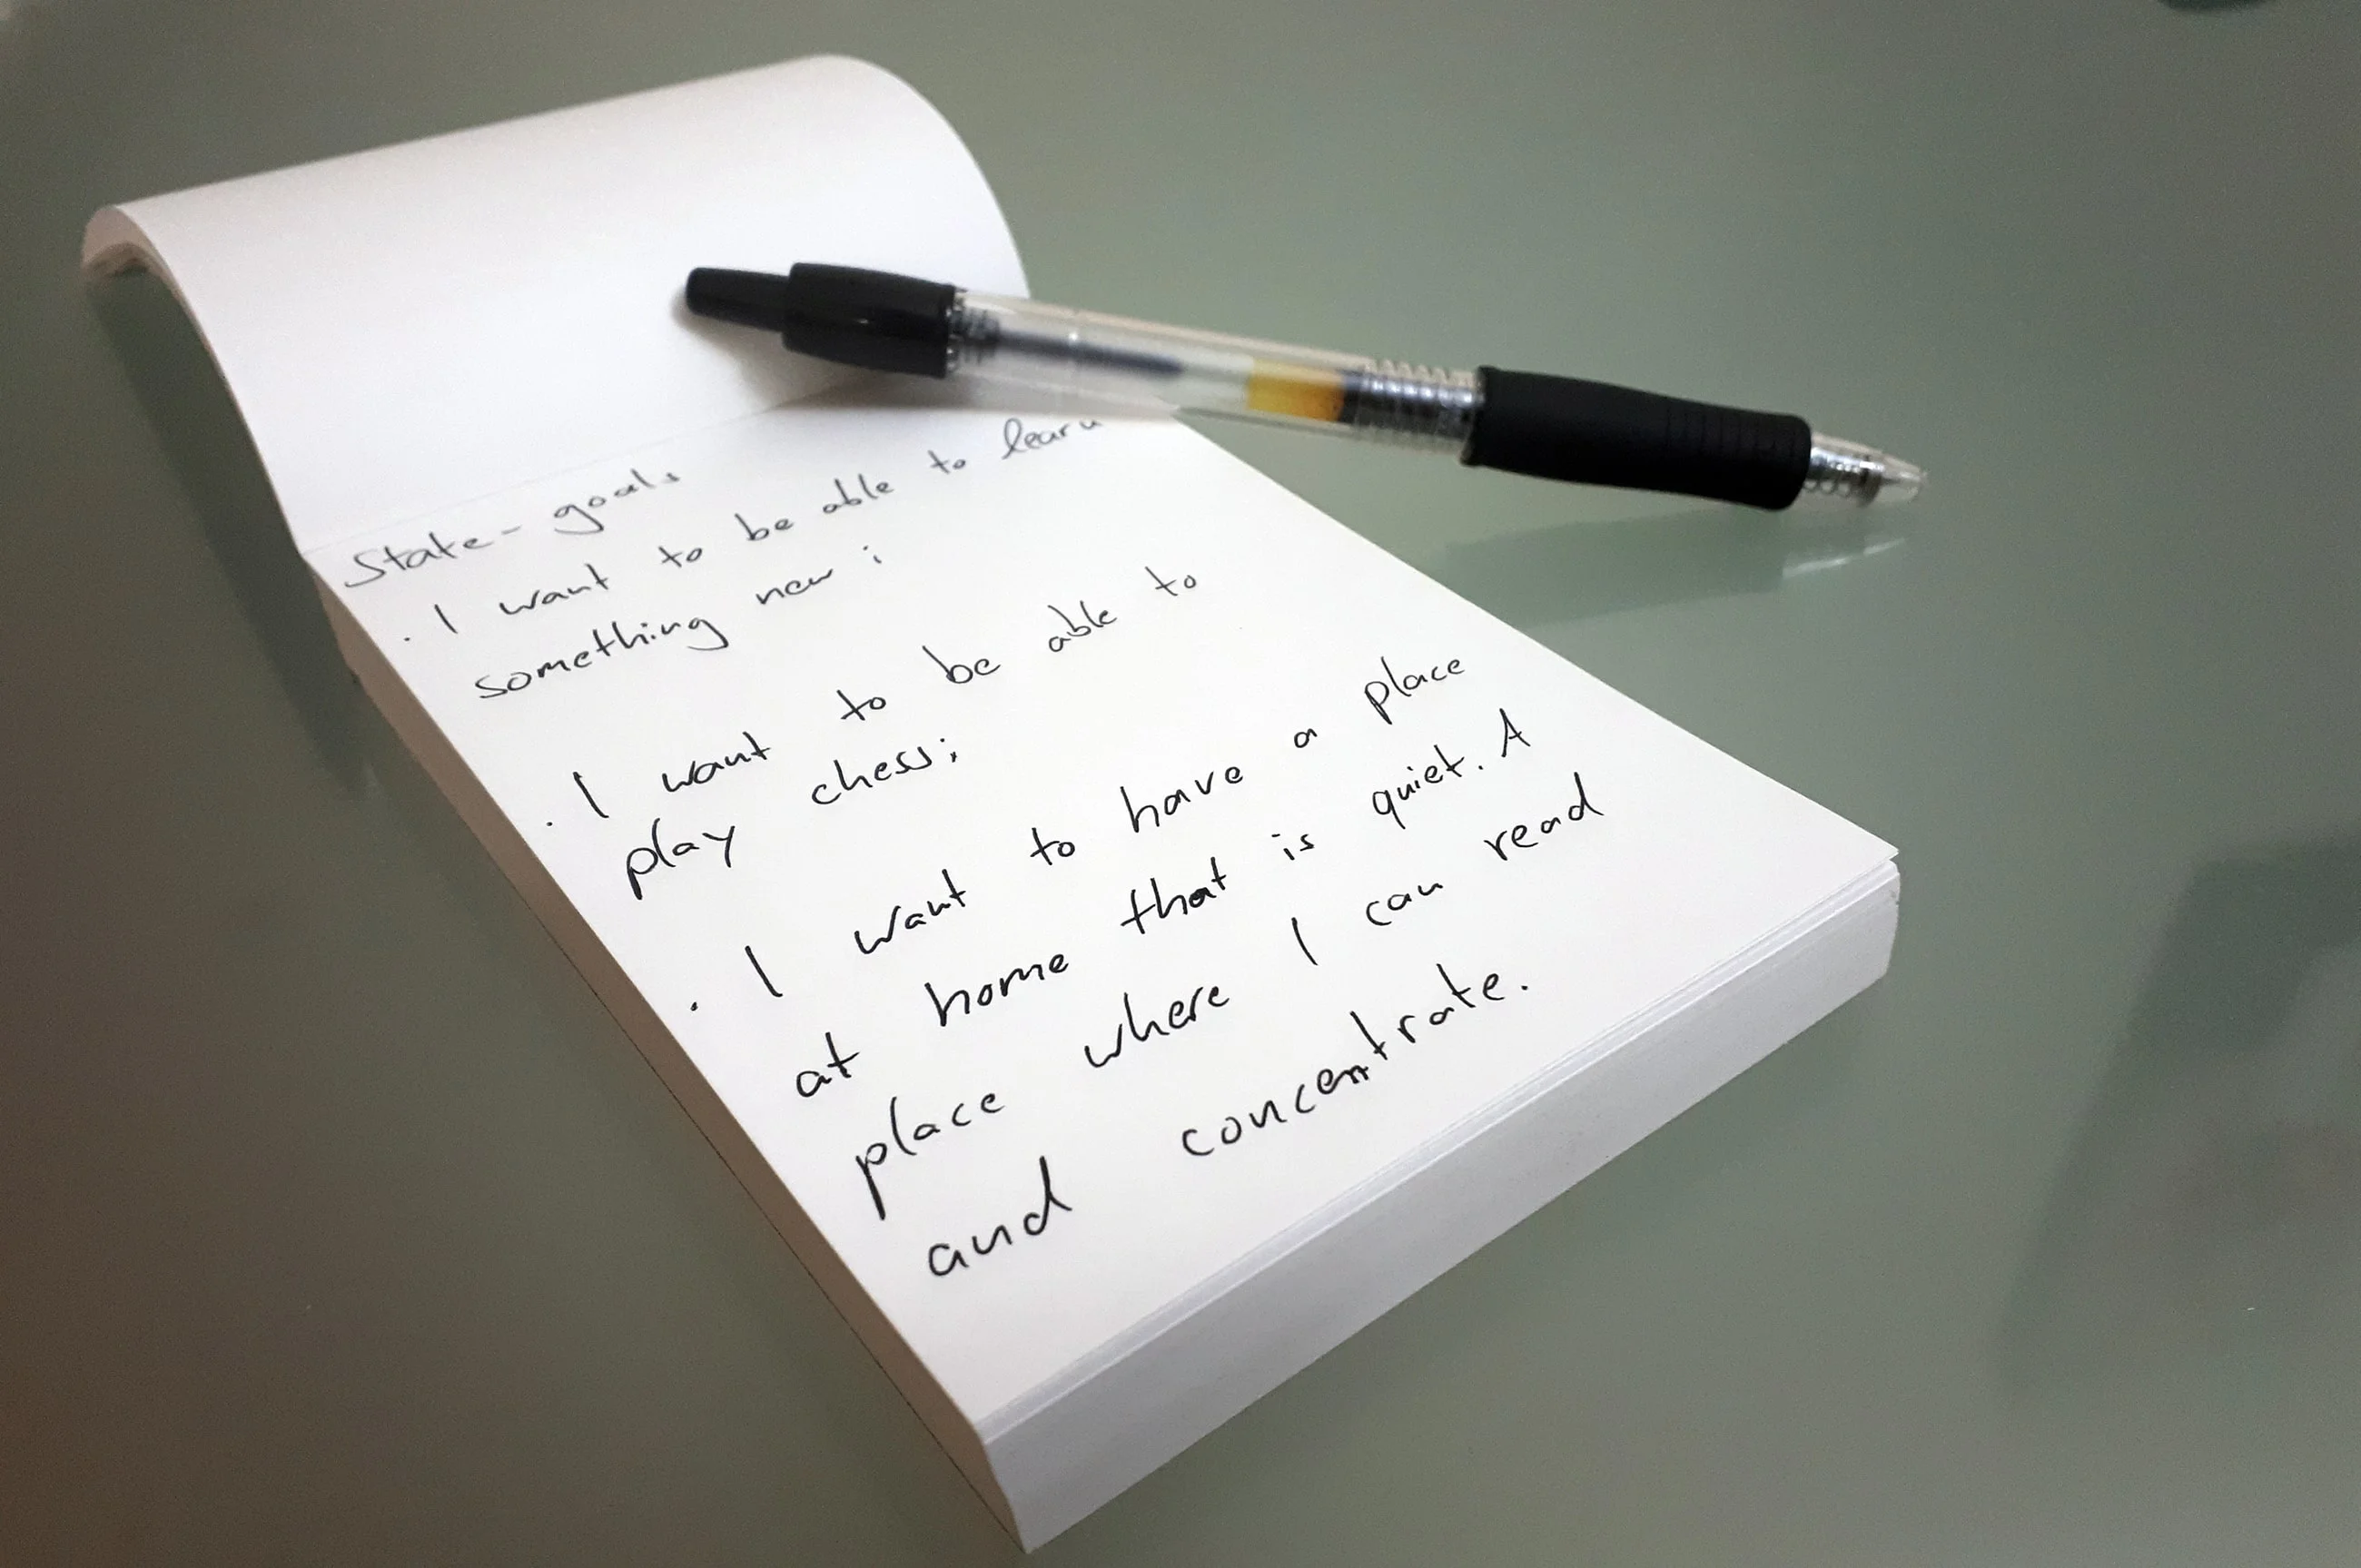 State-goals
. I want to be able to learn
something new ;
. I want to be able to
play chess;
. I want to have a place
at home that is quiet. A
place where I can read
and concentrate.